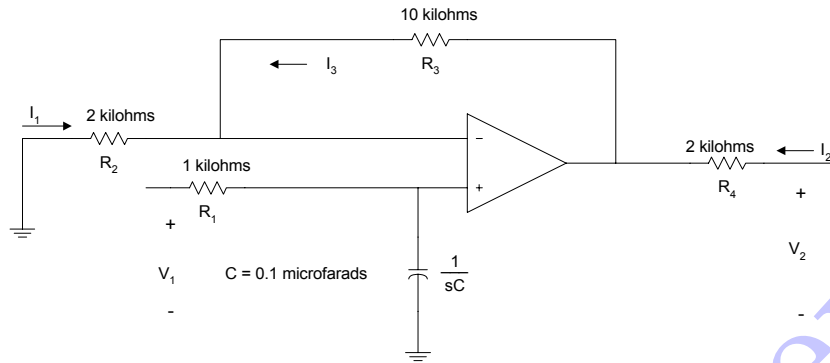 10 kilohms
I3
R3
I1
2 kilohms
R2
−
2 kilohms
I2
1 kilohms
+
R4
R1
+
+
V1
C = 0.1 microfarads
1
sC
V2
-
-